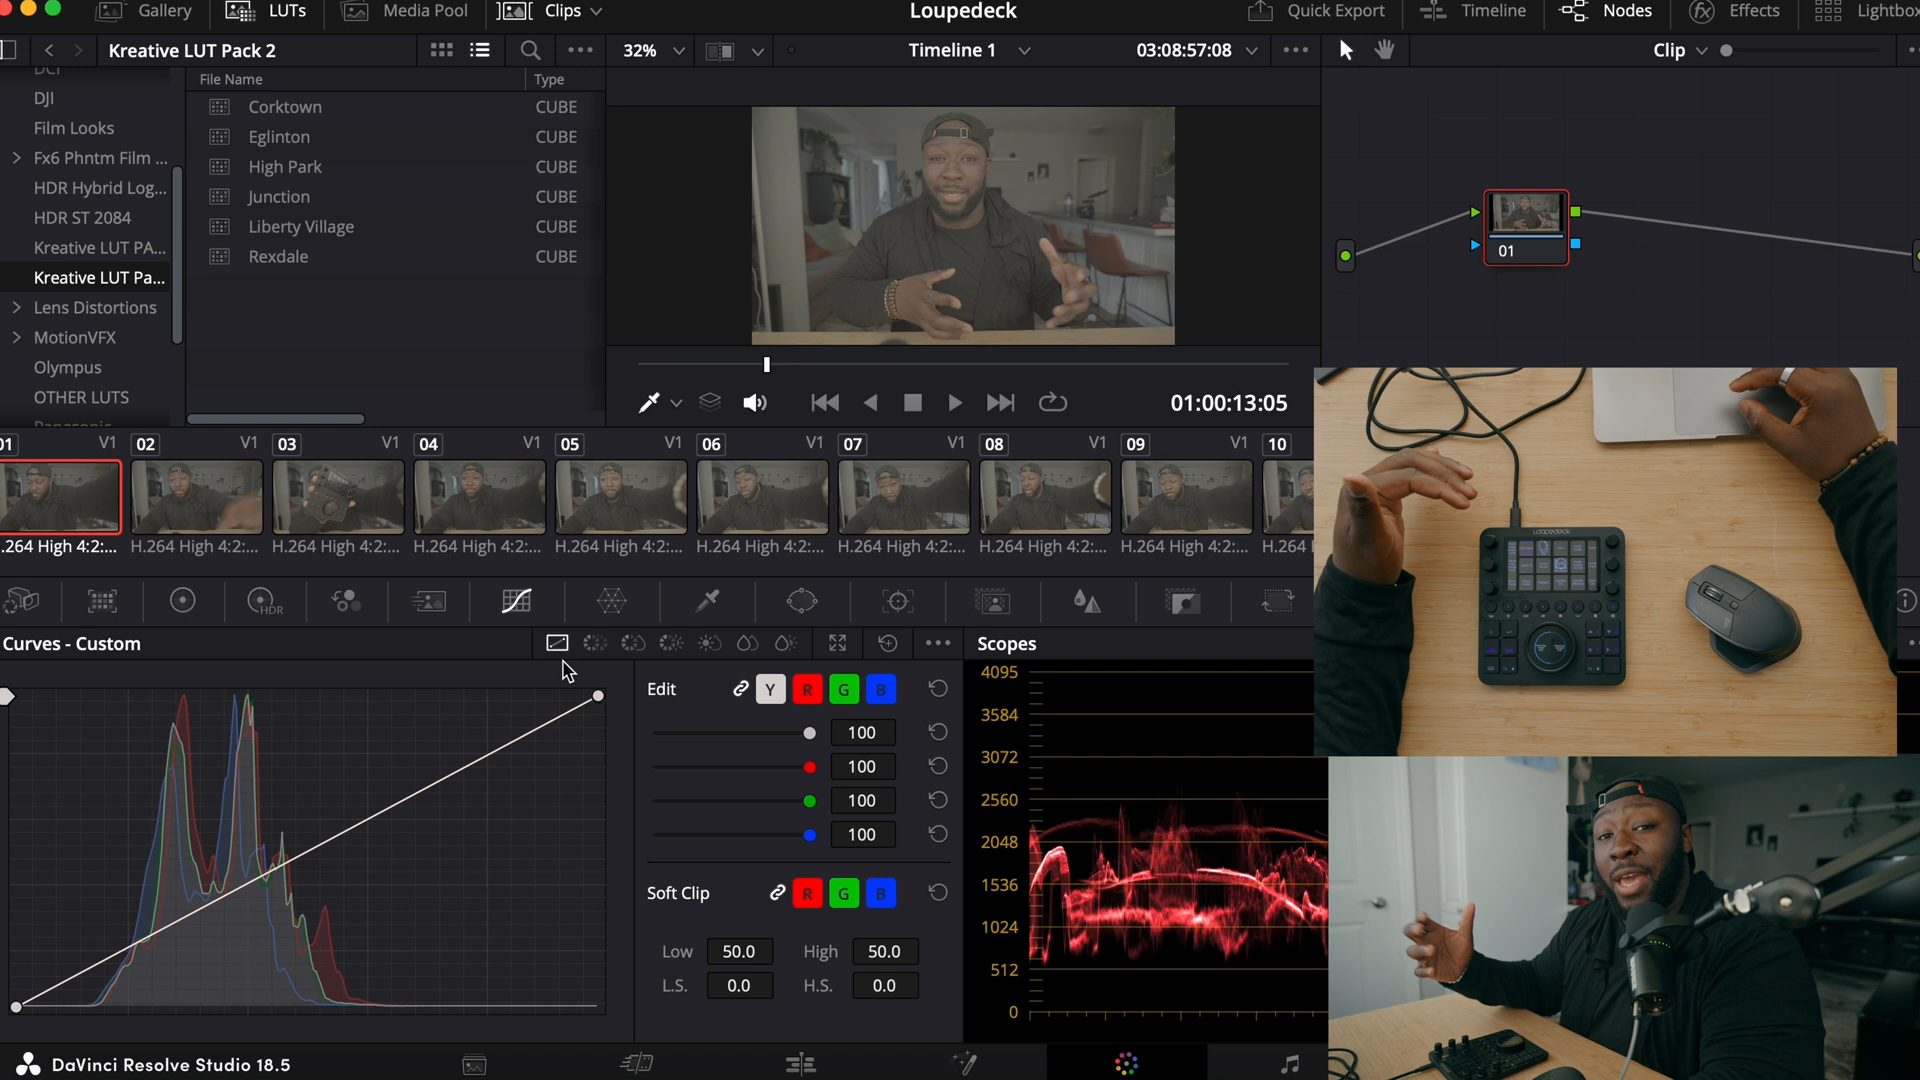 Gallery
LUTs
Media Pool
Clips
Loupedeck
Quick Export
Timeline
Nodes
Effects
Lightbox
Kreative LUT Pack 2
32%
Timeline 1
03:08:57:08
Clip
File Name
Type
DCI
DJI
Film Looks
Fx6 Phntm Film ...
HDR Hybrid Log...
HDR ST 2084
Kreative LUT PA...
Kreative LUT Pa...
Lens Distortions
MotionVFX
Olympus
OTHER LUTS
Panasonic
Corktown CUBE
Eglinton CUBE
High Park CUBE
Junction CUBE
Liberty Village CUBE
Rexdale CUBE
01
01:00:13:05
01 V1 02 V1 03 V1 04 V1 05 V1 06 V1 07 V1 08 V1 09 V1 10
.264 High 4:2:... H.264 High 4:2:... H.264 High 4:2:... H.264 High 4:2:... H.264 High 4:2:... H.264 High 4:2:... H.264 High 4:2:... H.264 High 4:2:... H.264 High 4:2:... H.264
HDR
Curves - Custom
Edit Y R G B
100
100
100
100
Soft Clip R G B
Low 50.0 High 50.0
L.S. 0.0 H.S. 0.0
Scopes
4095
3584
3072
2560
2048
1536
1024
512
0
loupedeck
DaVinci Resolve Studio 18.5